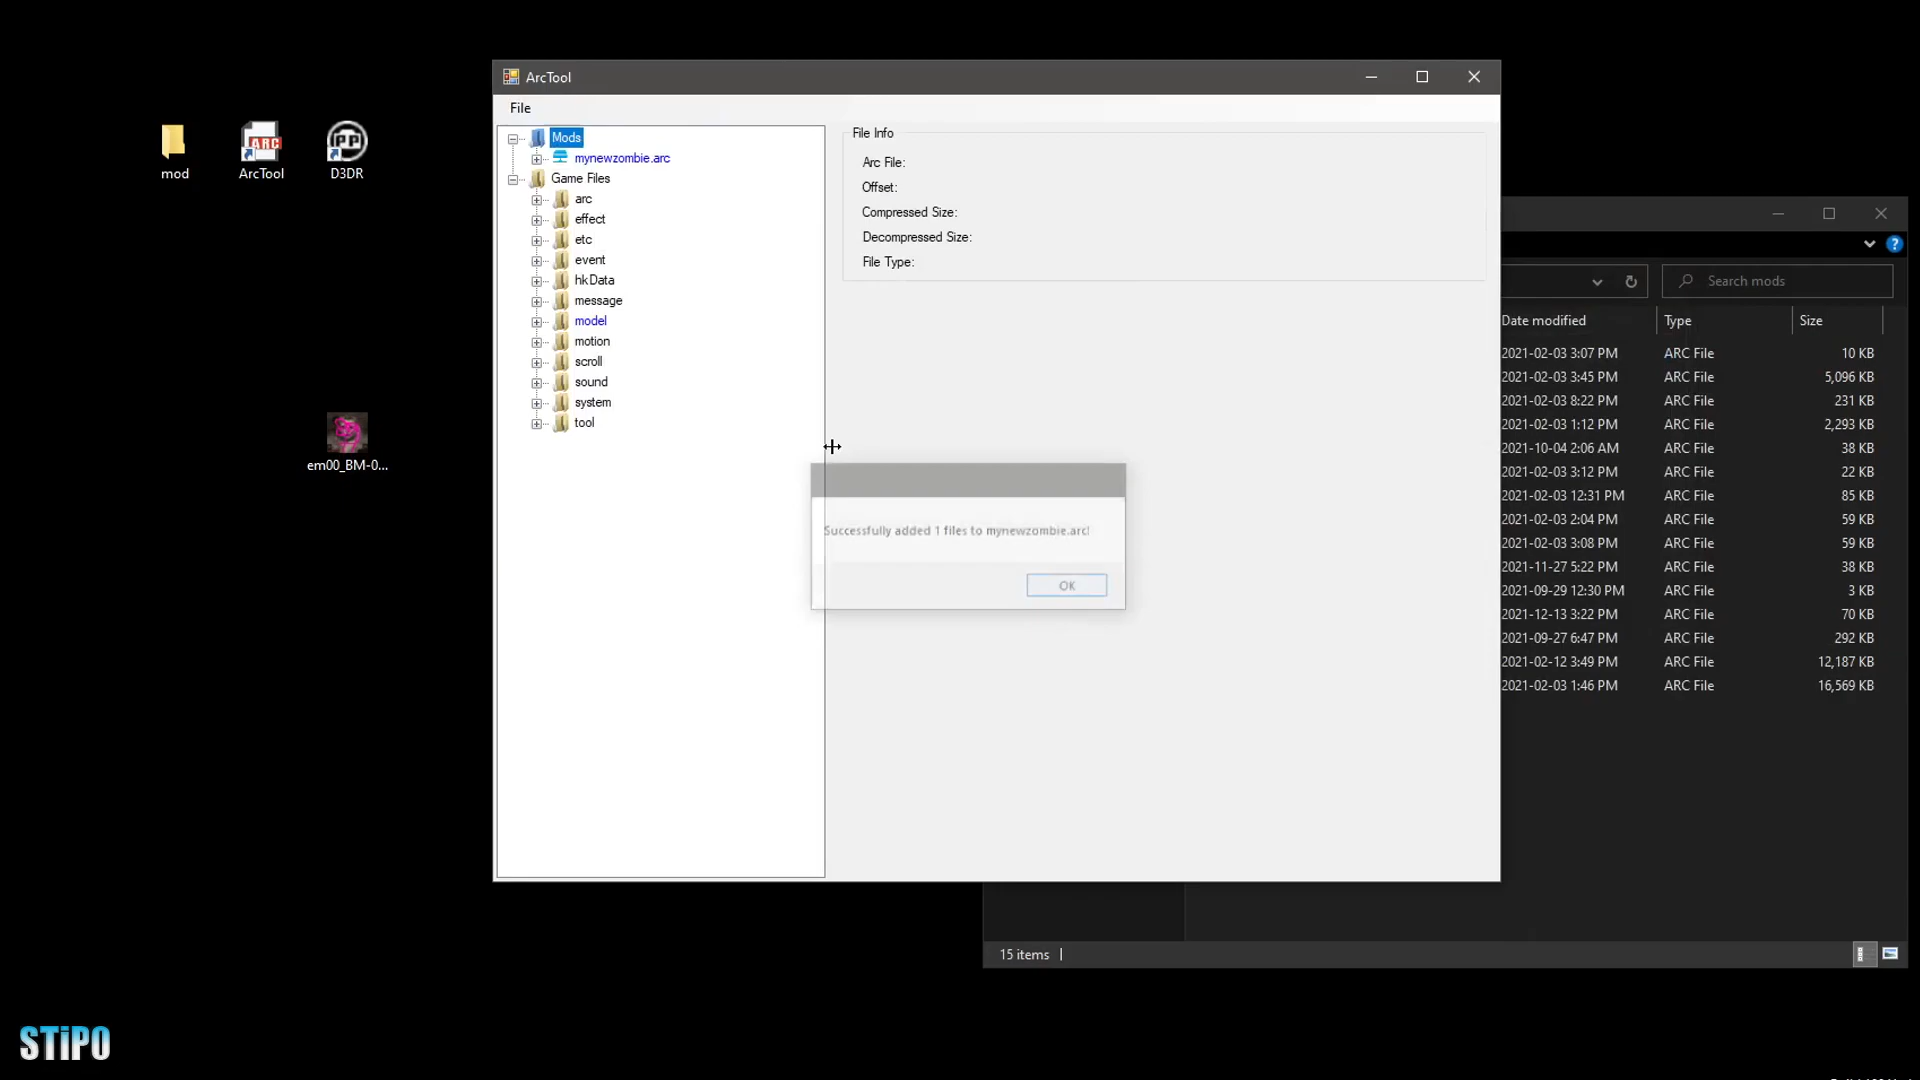 ArcTool
File
Mods
mynewzombie.arc
Game Files
arc
effect
etc
event
hkData
message
model
motion
scroll
sound
system
tool
File Info
Arc File:
Offset:
Compressed Size:
Decompressed Size:
File Type:
Successfully added 1 files to mynewzombie.arc!
OK
mod
ArcTool
D3DR
em00_BM-0...
Search mods
Date modified Type Size
2021-02-03 3:07 PM ARC File 10 KB
2021-02-03 3:45 PM ARC File 5,096 KB
2021-02-03 8:22 PM ARC File 231 KB
2021-02-03 1:12 PM ARC File 2,293 KB
2021-10-04 2:06 AM ARC File 38 KB
2021-02-03 3:12 PM ARC File 22 KB
2021-02-03 12:31 PM ARC File 85 KB
2021-02-03 2:04 PM ARC File 59 KB
2021-02-03 3:08 PM ARC File 59 KB
2021-11-27 5:22 PM ARC File 38 KB
2021-09-29 12:30 PM ARC File 3 KB
2021-12-13 3:22 PM ARC File 70 KB
2021-09-27 6:47 PM ARC File 292 KB
2021-02-12 3:49 PM ARC File 12,187 KB
2021-02-03 1:46 PM ARC File 16,569 KB
15 items
STiPO